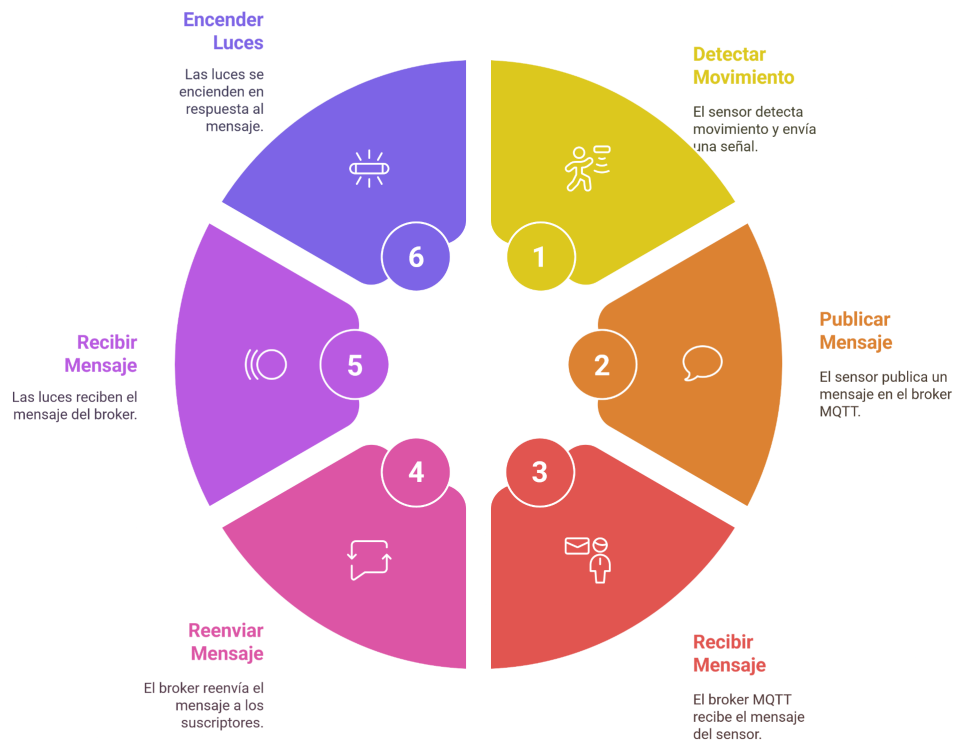 Detectar
Movimiento
El sensor detecta
movimiento y envía
una señal.
1
Publicar
Mensaje
El sensor publica un
mensaje en el broker
MQTT.
2
Recibir
Mensaje
El broker MQTT
recibe el mensaje
del sensor.
3
Reenviar
Mensaje
El broker reenvía el
mensaje a los
suscriptores.
4
Recibir
Mensaje
Las luces reciben el
mensaje del broker.
5
Encender
Luces
Las luces se
encienden en
respuesta al
mensaje.
6